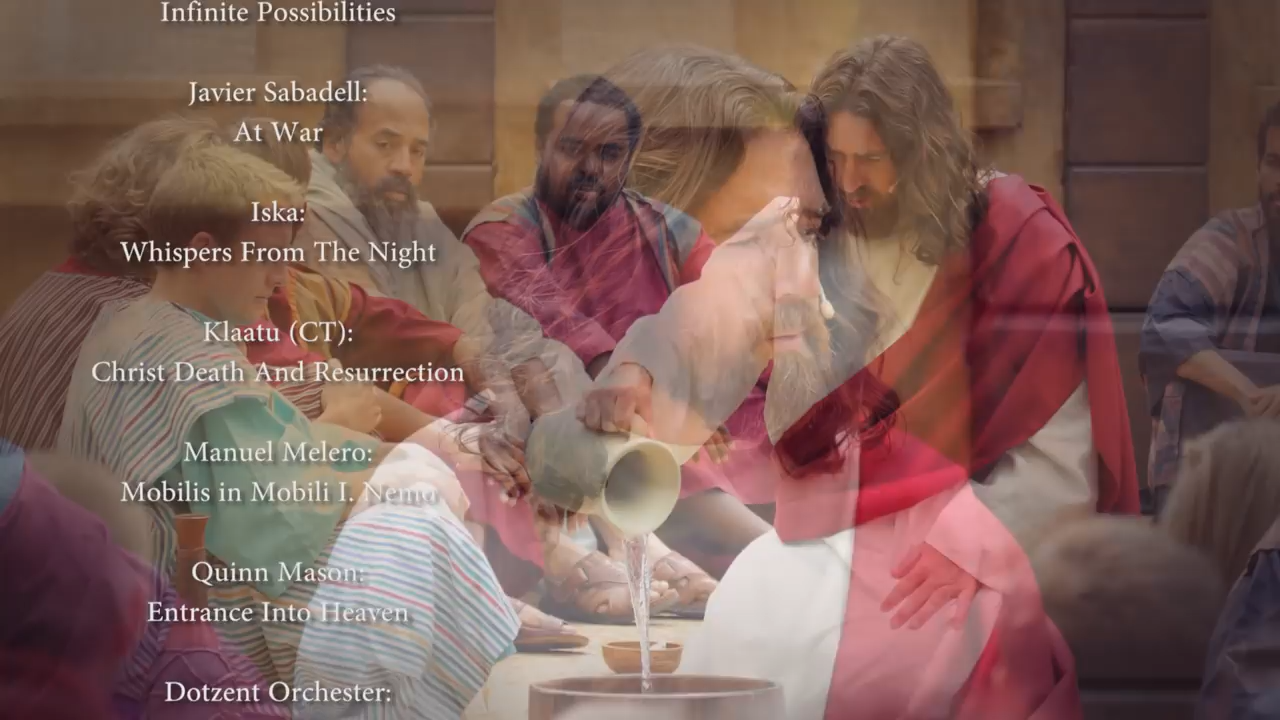 Infinite Possibilities
Javier Sabadell:
At War
Iska:
Whispers From The Night
Klaatu (CT):
Christ Death And Resurrection
Manuel Melero:
Mobilis in Mobili I. Nemo
Quinn Mason:
Entrance Into Heaven
Dotzent Orchester: